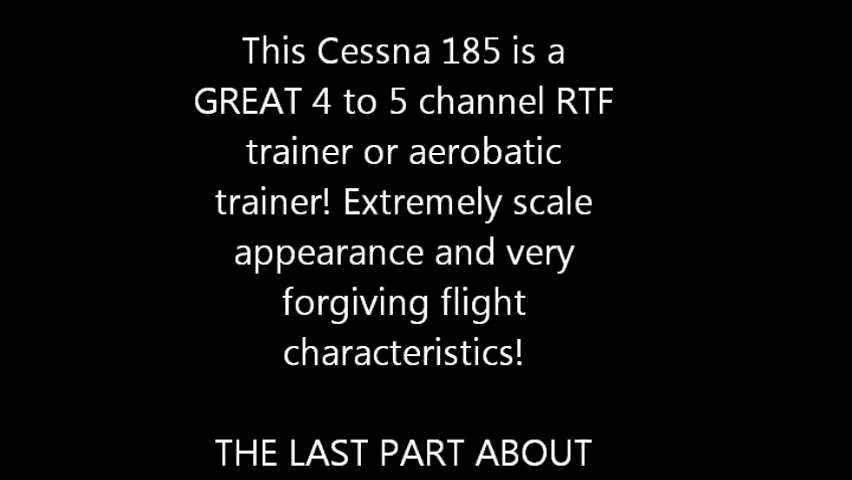 This Cessna 185 is a
GREAT 4 to 5 channel RTF
trainer or aerobatic
trainer! Extremely scale
appearance and very
forgiving flight
characteristics!
THE LAST PART ABOUT